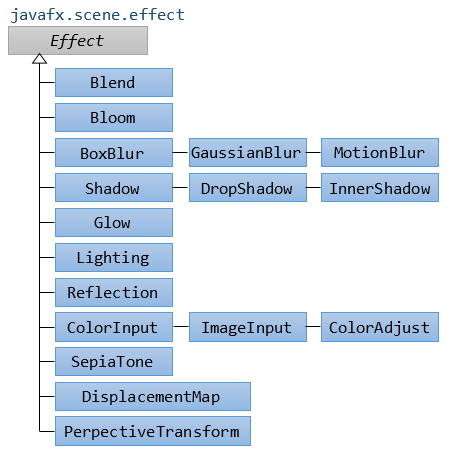 javafx.scene.effect
Effect
Blend
Bloom
BoxBlur GaussianBlur MotionBlur
Shadow DropShadow InnerShadow
Glow
Lighting
Reflection
ColorInput ImageInput ColorAdjust
SepiaTone
DisplacementMap
PerpectiveTransform